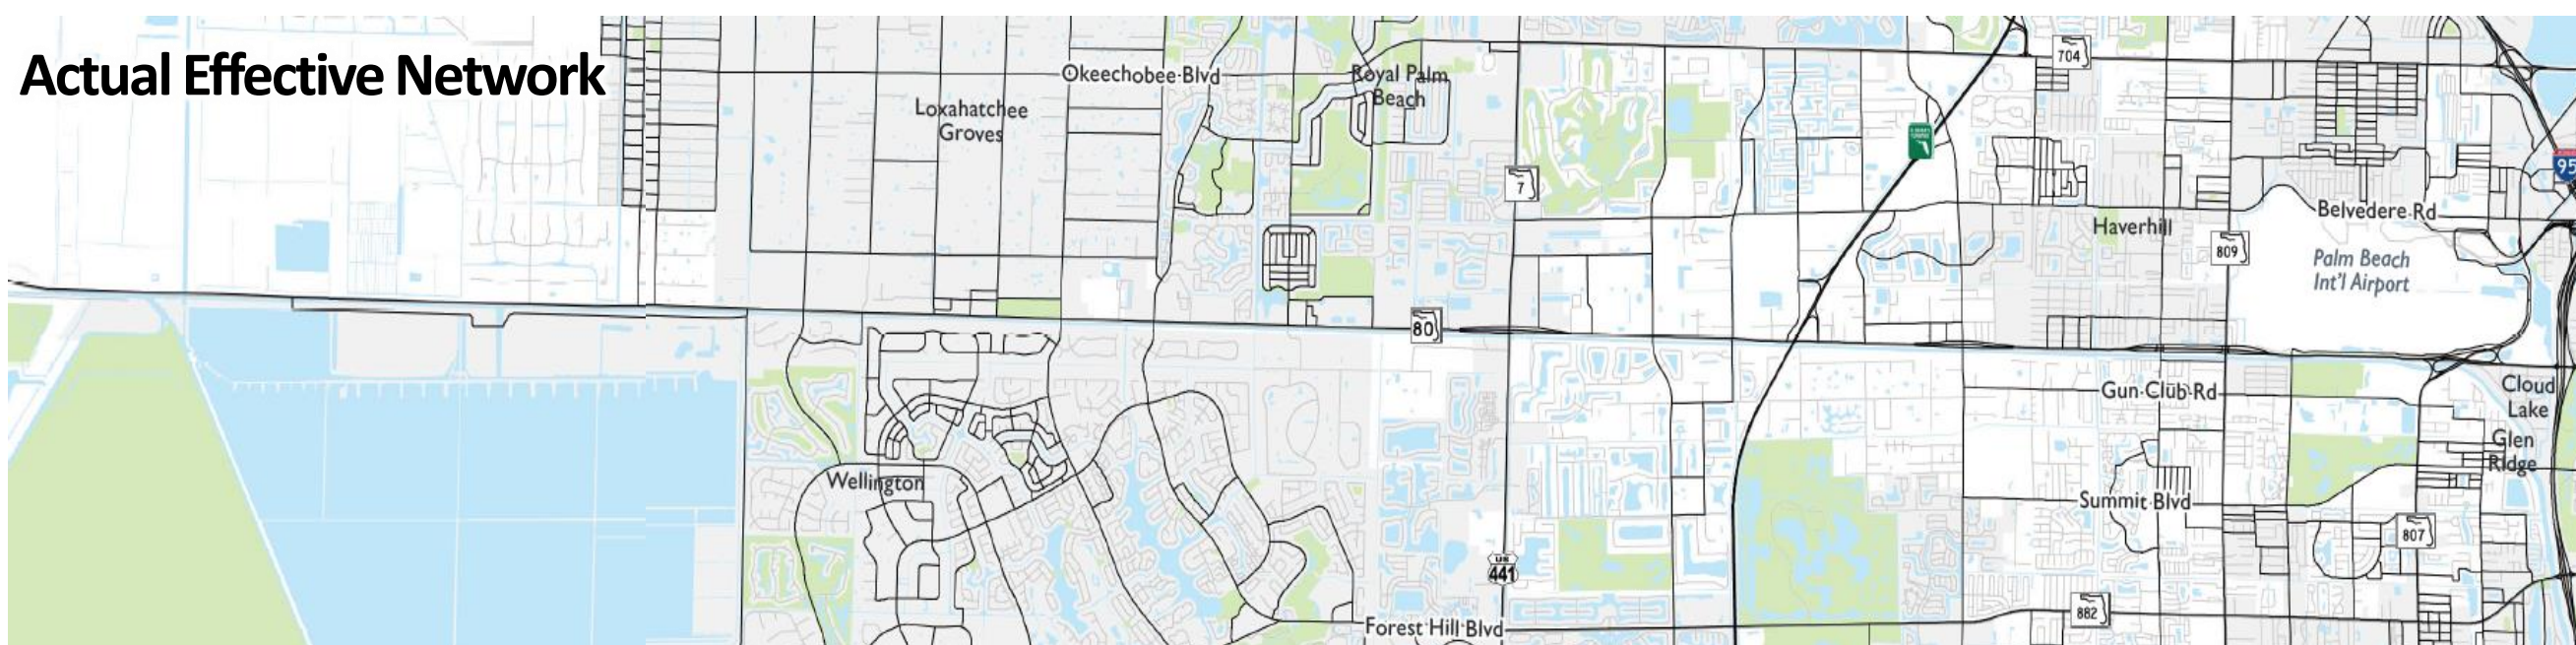 Actual Effective Network
Okeechobee Blvd
Royal Palm
Beach
704
Loxahatchee
Groves
95
7
Belvedere Rd
Haverhill
809
Palm Beach
Int'l Airport
80
Gun Club Rd
Cloud
Lake
Glen
Ridge
Wellington
Summit Blvd
807
US
441
882
Forest Hill Blvd